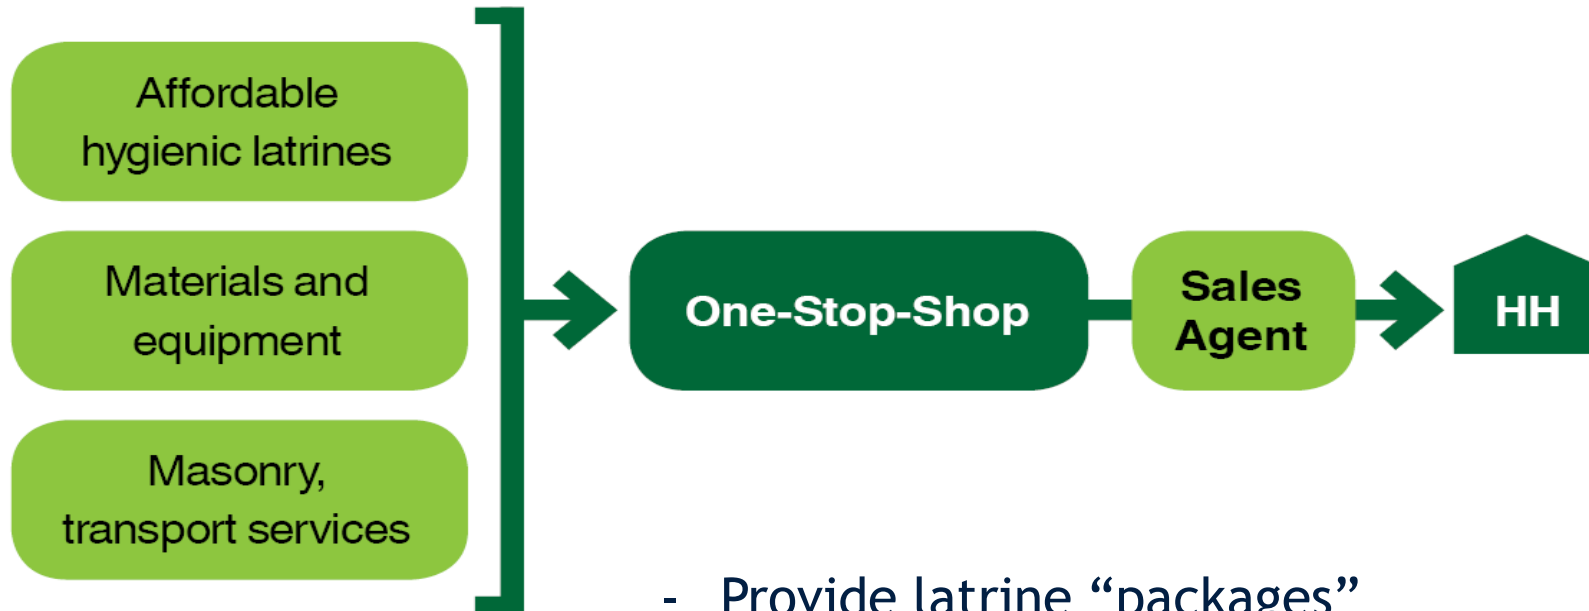 Affordable
hygienic latrines
Materials and
equipment
Masonry,
transport services
One-Stop-Shop
Sales
Agent
HH
- Provide latrine “packages”